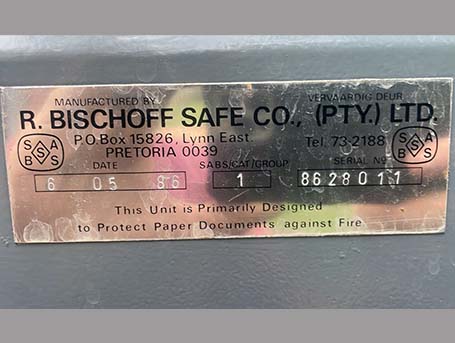 MANUFACTURED BY VERVAARDIG DEUR
R. BISCHOFF SAFE CO., (PTY.) LTD.
P.O. Box 15826, Lynn East. Tel. 73-2188
PRETORIA 0039
S A B S S S A B S S
DATE SABS/CAT/GROUP SERIAL No
6 05 86 1 8628011
This Unit is Primarily Designed
to Protect Paper Documents against Fire